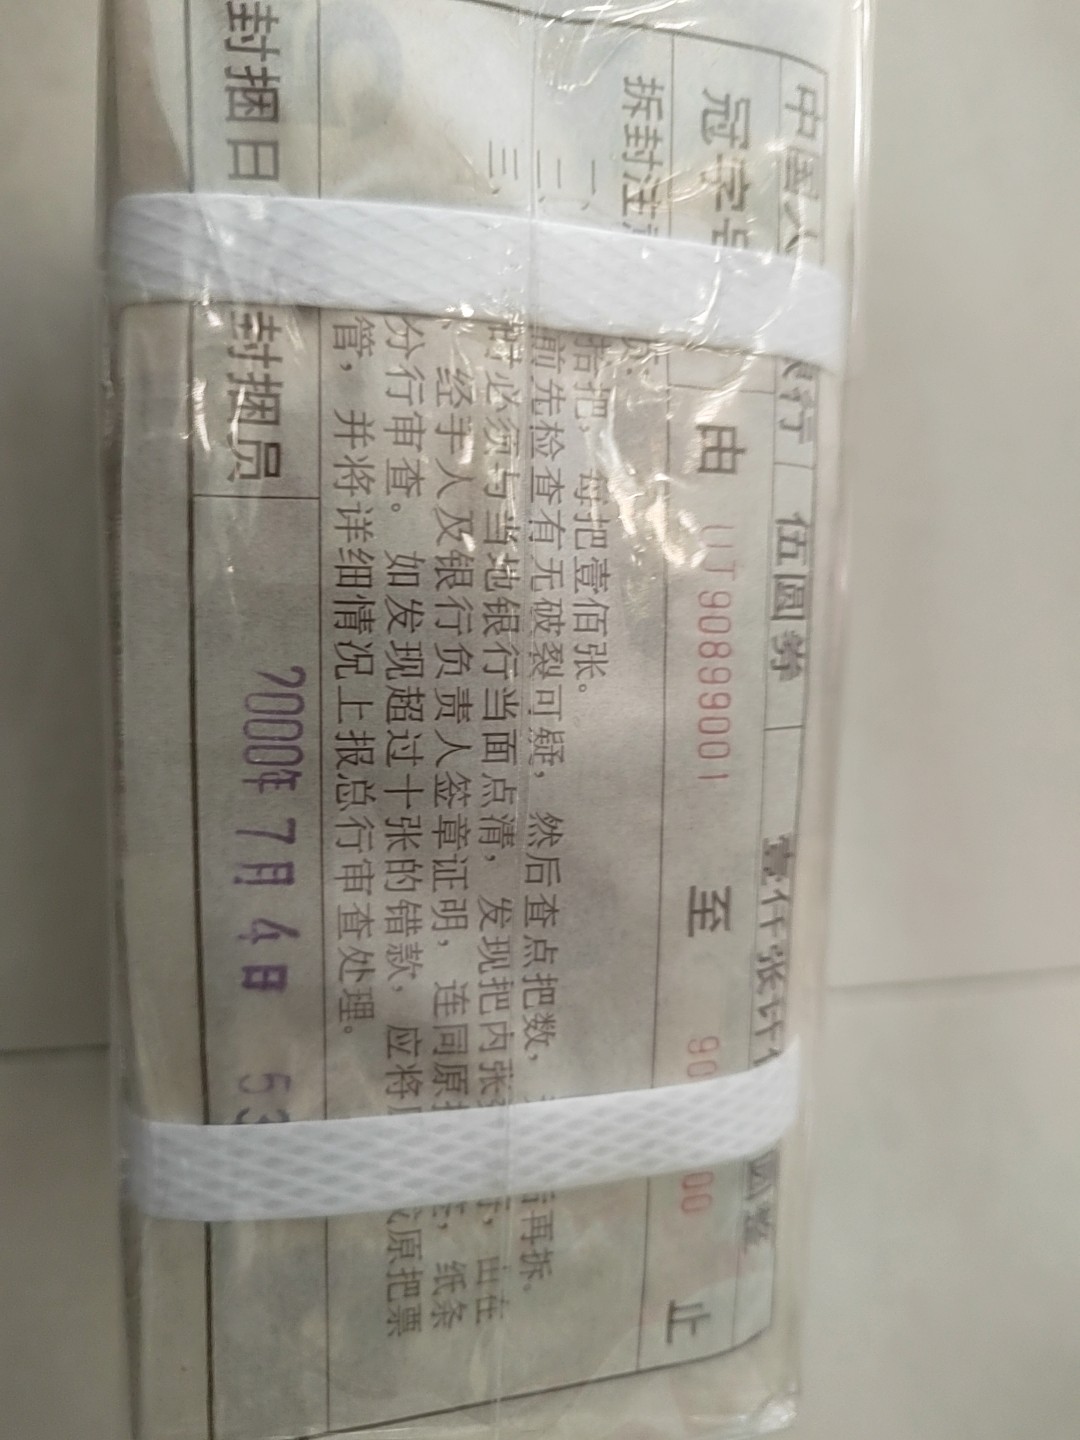 中国人 银行 伍圆券 壹仟张计 圆整
冠字号 由 UJ90899001 至 90 00 止
拆封注
一、 拾把，每把壹佰张。
二、 前先检查有无破裂可疑，然后查点把数， 后再拆。
三、 时必须与当地银行当面点清，发现把内张 由在
、经手人及银行负责人签章证明，连同原 纸条
分行审查。如发现超过十张的错款，应将 原把票
管，并将详细情况上报总行审查处理。
封捆日 封捆员 2000年 7月 4日 53